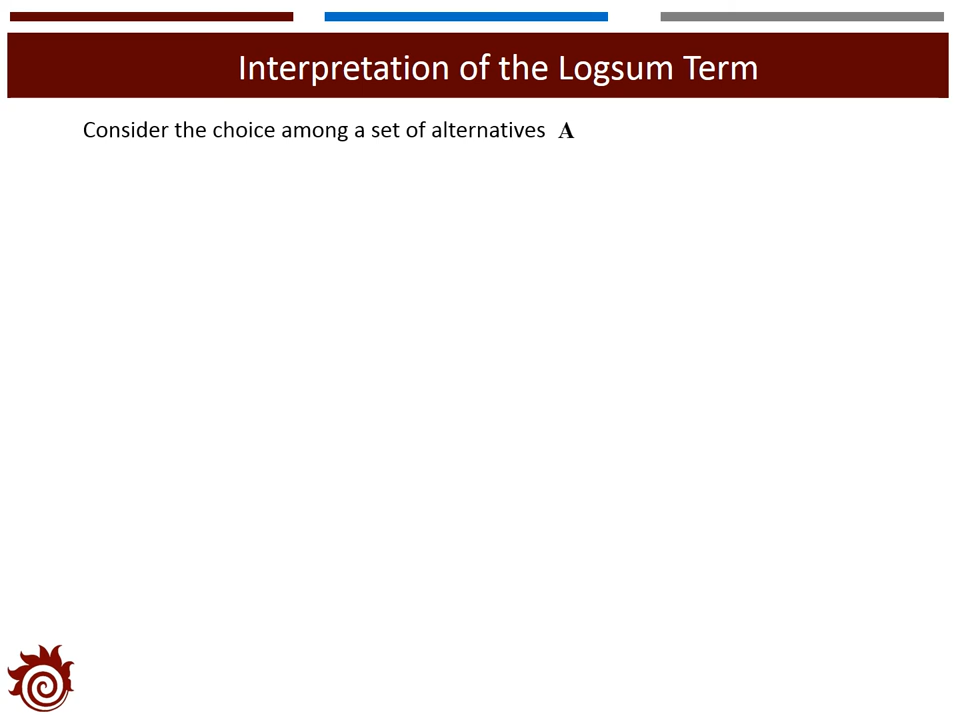 Interpretation of the Logsum Term
Consider the choice among a set of alternatives A